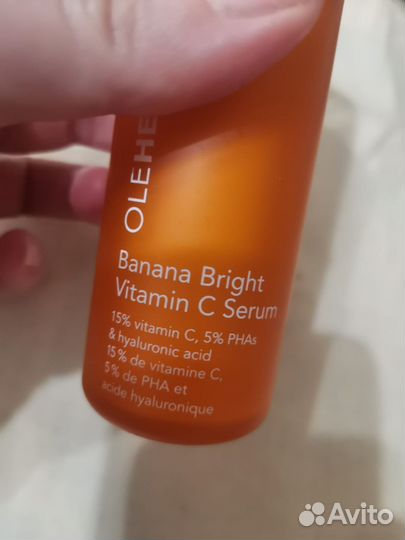 OLEHE
Banana Bright
Vitamin C Serum
15% vitamin C, 5% PHAs
& hyaluronic acid
15% de vitamine C,
5% de PHA et
acide hyaluronique
Avito